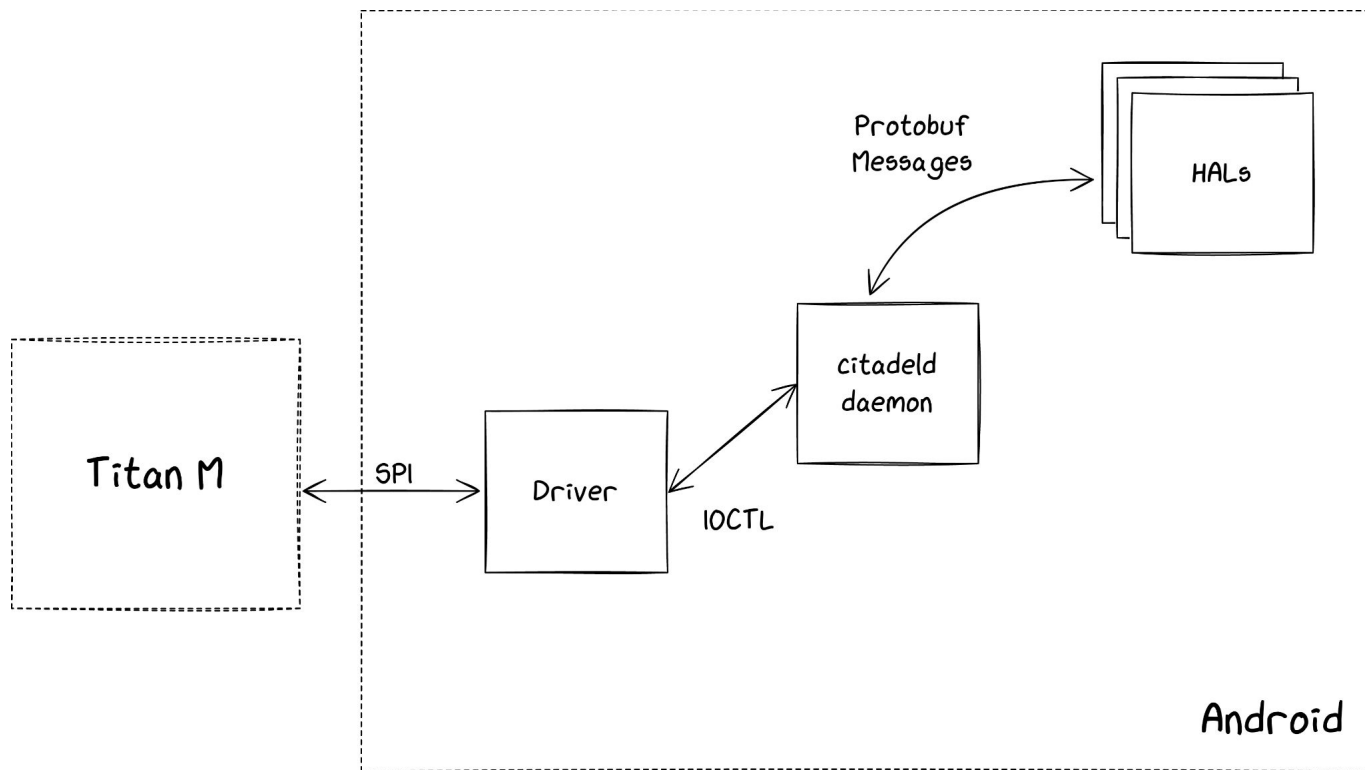 Protobuf
Messages
HALs
citadeld
daemon
Titan M
SPI
Driver
IOCTL
Android